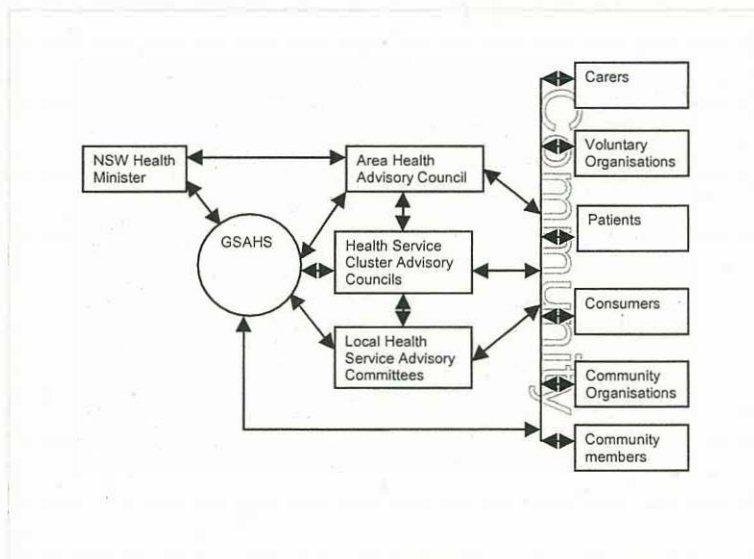 NSW Health
Minister
GSAHS
Area Health
Advisory Council
Health Service
Cluster Advisory
Councils
Local Health
Service Advisory
Committees
Community
Carers
Voluntary
Organisations
Patients
Consumers
Community
Organisations
Community
members